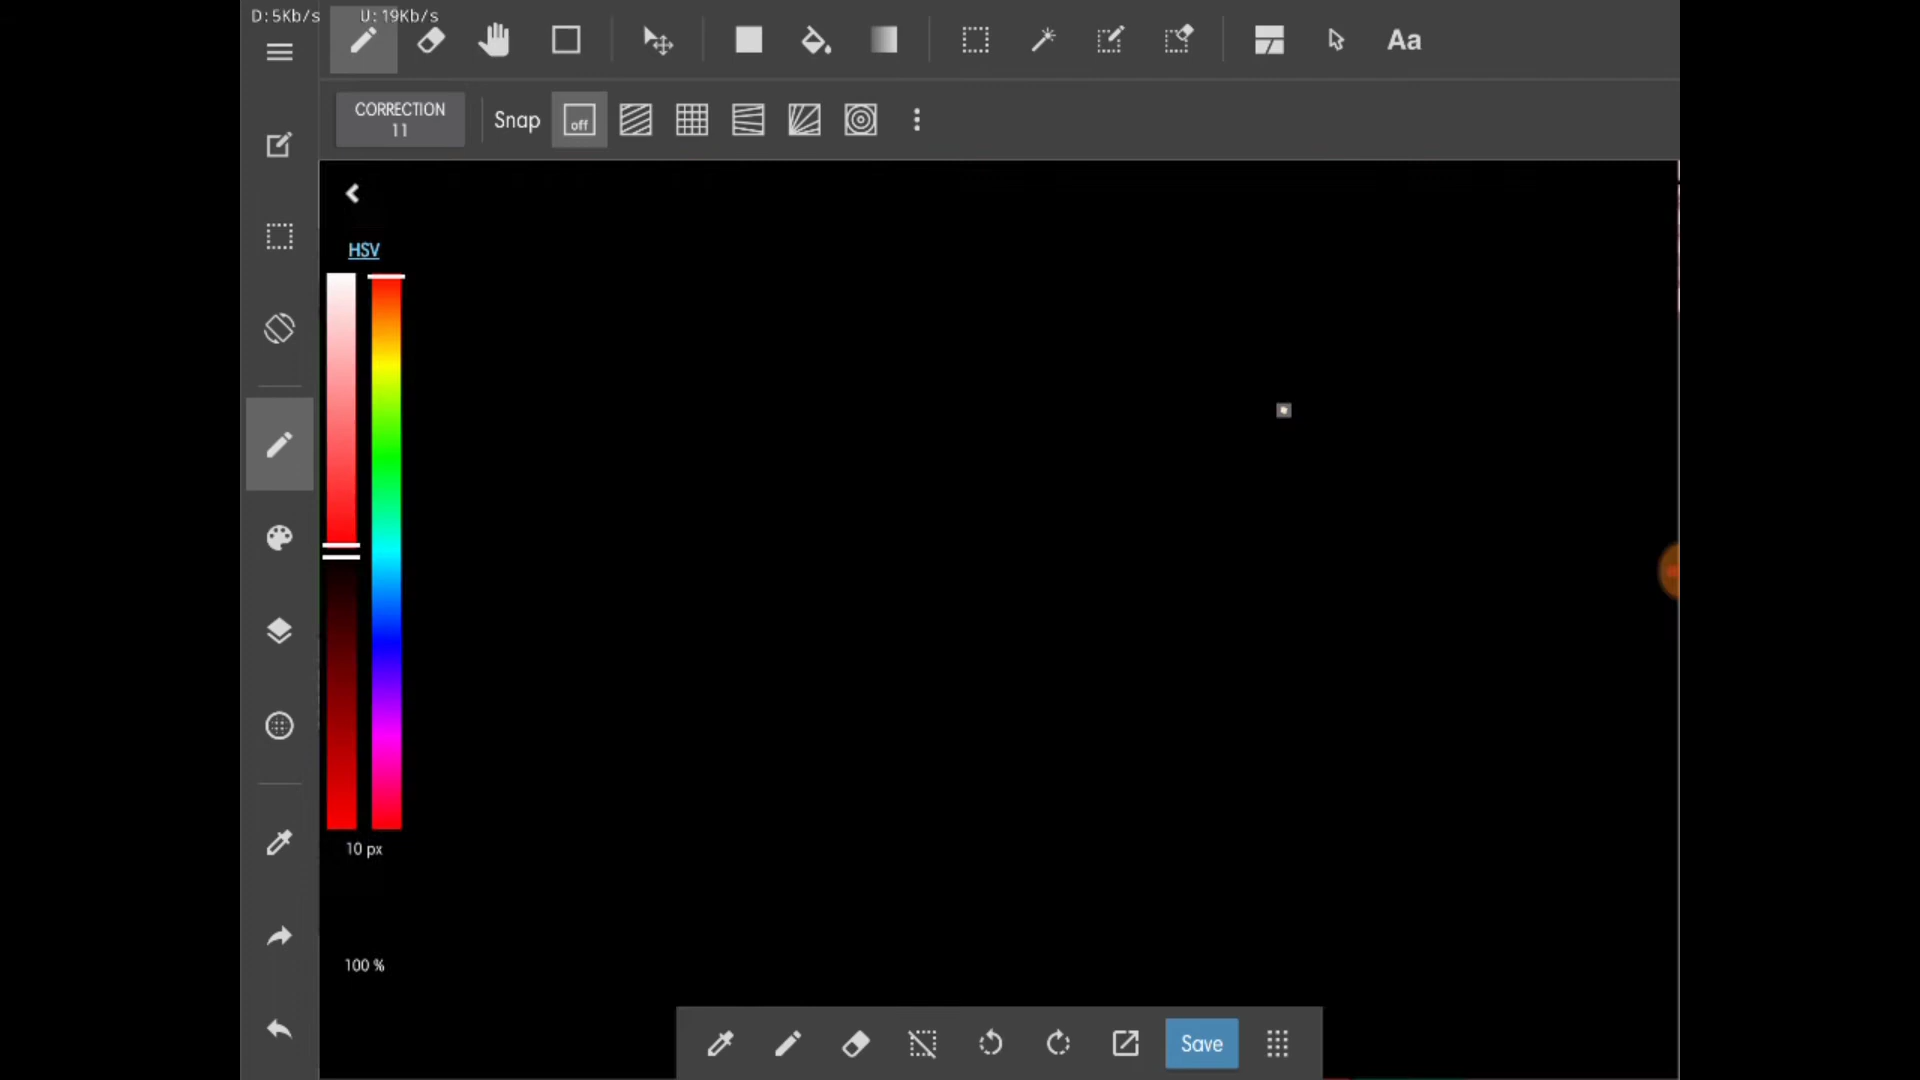 D:5Kb/s U:19Kb/s
Aa
CORRECTION
11
Snap
off
HSV
10 px
100 %
Save